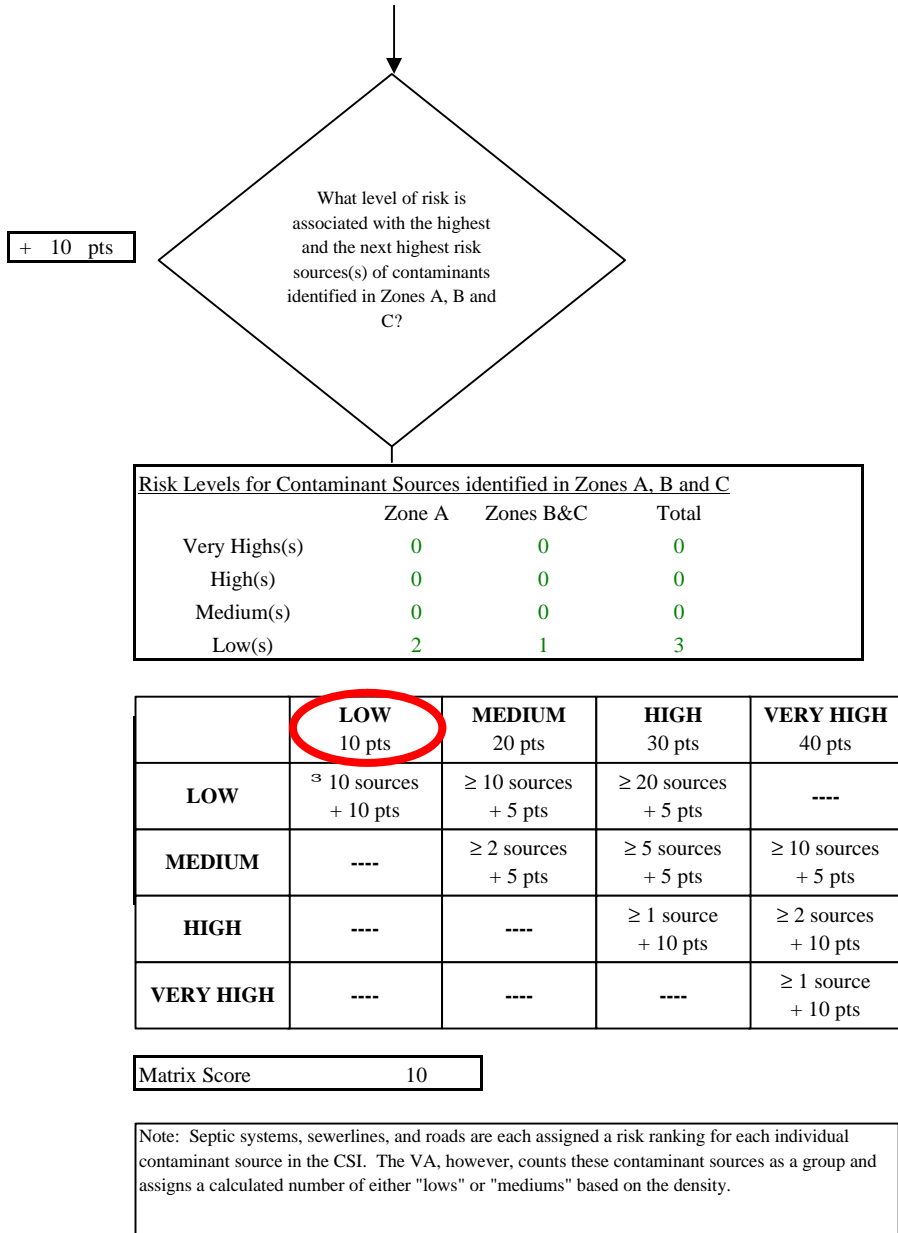 What level of risk is
associated with the highest
and the next highest risk
sources(s) of contaminants
identified in Zones A, B and
C?
+ 10 pts
Risk Levels for Contaminant Sources identified in Zones A, B and C
Zone A Zones B&C Total
Very Highs(s) 0 0 0
High(s) 0 0 0
Medium(s) 0 0 0
Low(s) 2 1 3
LOW MEDIUM HIGH VERY HIGH
10 pts 20 pts 30 pts 40 pts
LOW
³ 10 sources ≥ 10 sources ≥ 20 sources ----
+ 10 pts + 5 pts + 5 pts
MEDIUM
---- ≥ 2 sources ≥ 5 sources ≥ 10 sources
+ 5 pts + 5 pts + 5 pts
HIGH
---- ---- ≥ 1 source ≥ 2 sources
+ 10 pts + 10 pts
VERY HIGH
---- ---- ---- ≥ 1 source
+ 10 pts
Matrix Score 10
Note: Septic systems, sewerlines, and roads are each assigned a risk ranking for each individual
contaminant source in the CSI. The VA, however, counts these contaminant sources as a group and
assigns a calculated number of either "lows" or "mediums" based on the density.